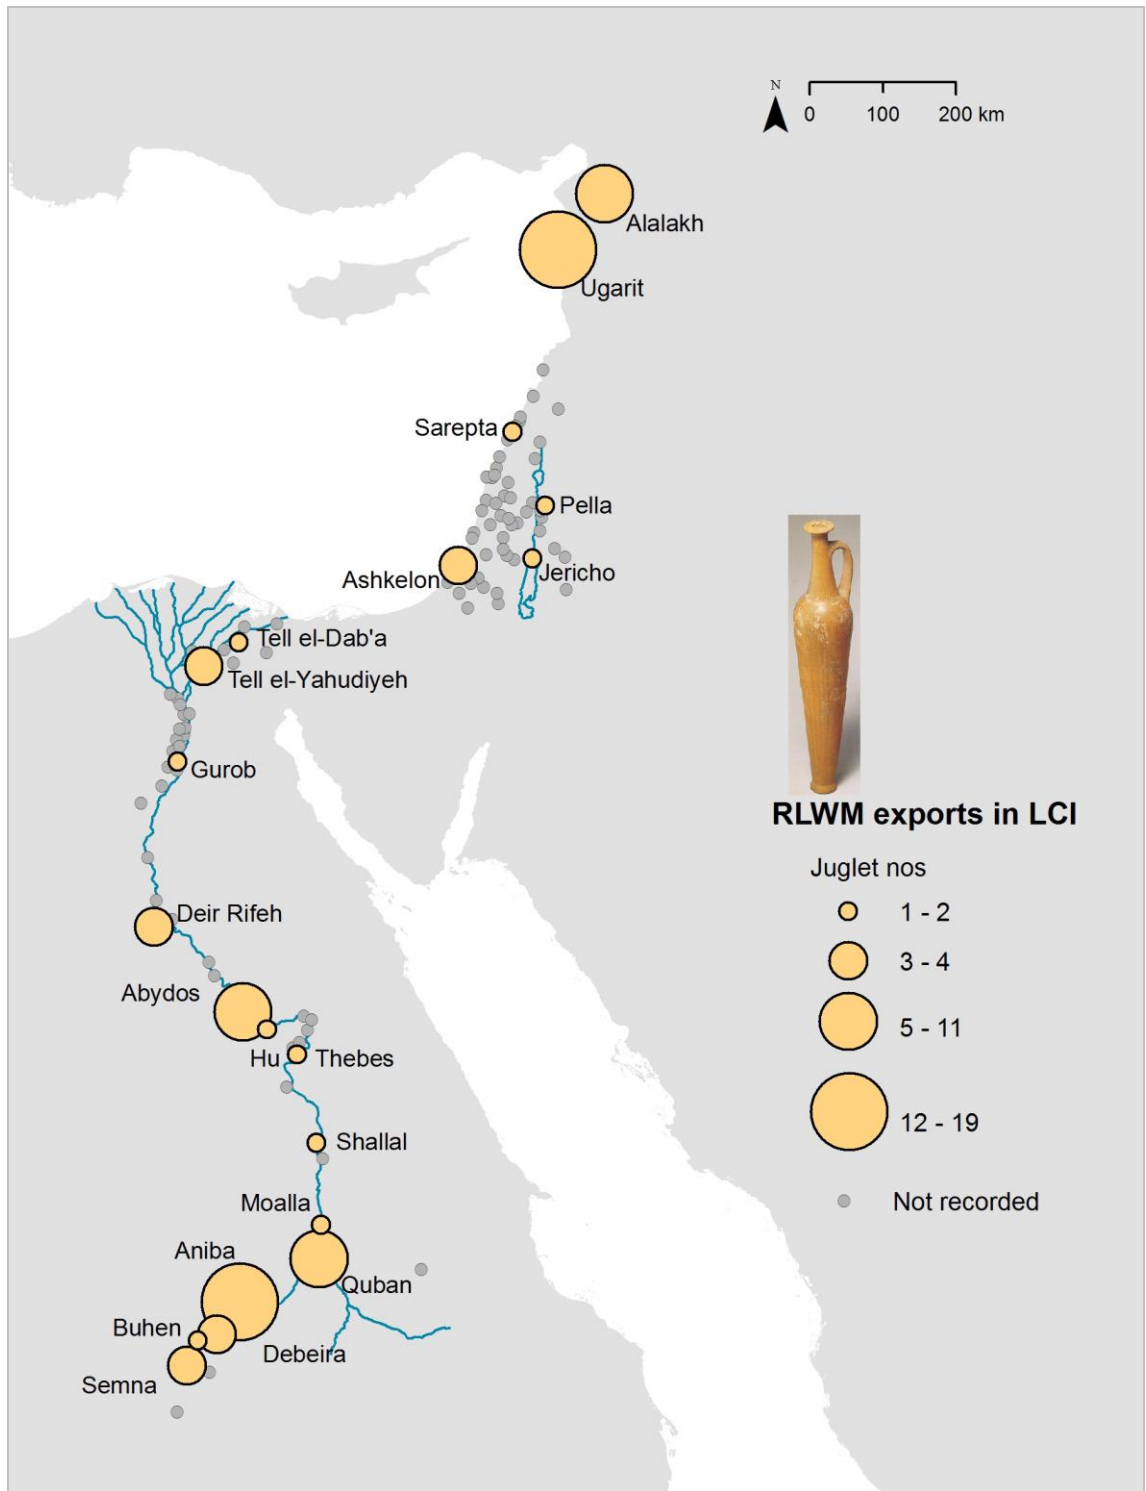 N
0 100 200 km
Alalakh
Ugarit
Sarepta
Pella
Jericho
Ashkelon
Tell el-Dab'a
Tell el-Yahudiyeh
Gurob
Deir Rifeh
Abydos
Hu
Thebes
Shallal
Moalla
Aniba
Quban
Buhen
Debeira
Semna
RLWM exports in LCI
Juglet nos
1 - 2
3 - 4
5 - 11
12 - 19
Not recorded